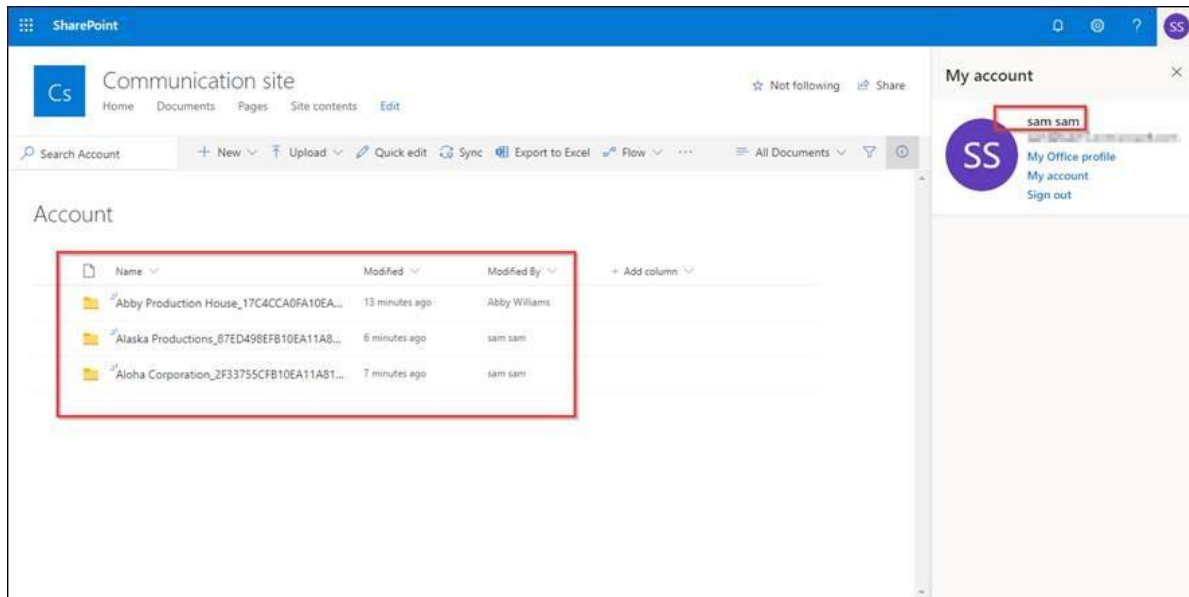 SharePoint
?
SS
Cs
Communication site
Home Documents Pages Site contents Edit
Not following Share
Search Account
+ New Upload Quick edit Sync Export to Excel Flow ... All Documents
Account
Name Modified Modified By + Add column
Abby Production House_17C4CCA0FA10EA... 13 minutes ago Abby Williams
Alaska Productions_87ED498EFB10EA11A8... 6 minutes ago sam sam
Aloha Corporation_2F33755CFB10EA11A81... 7 minutes ago sam sam
My account
SS
sam sam
My Office profile
My account
Sign out